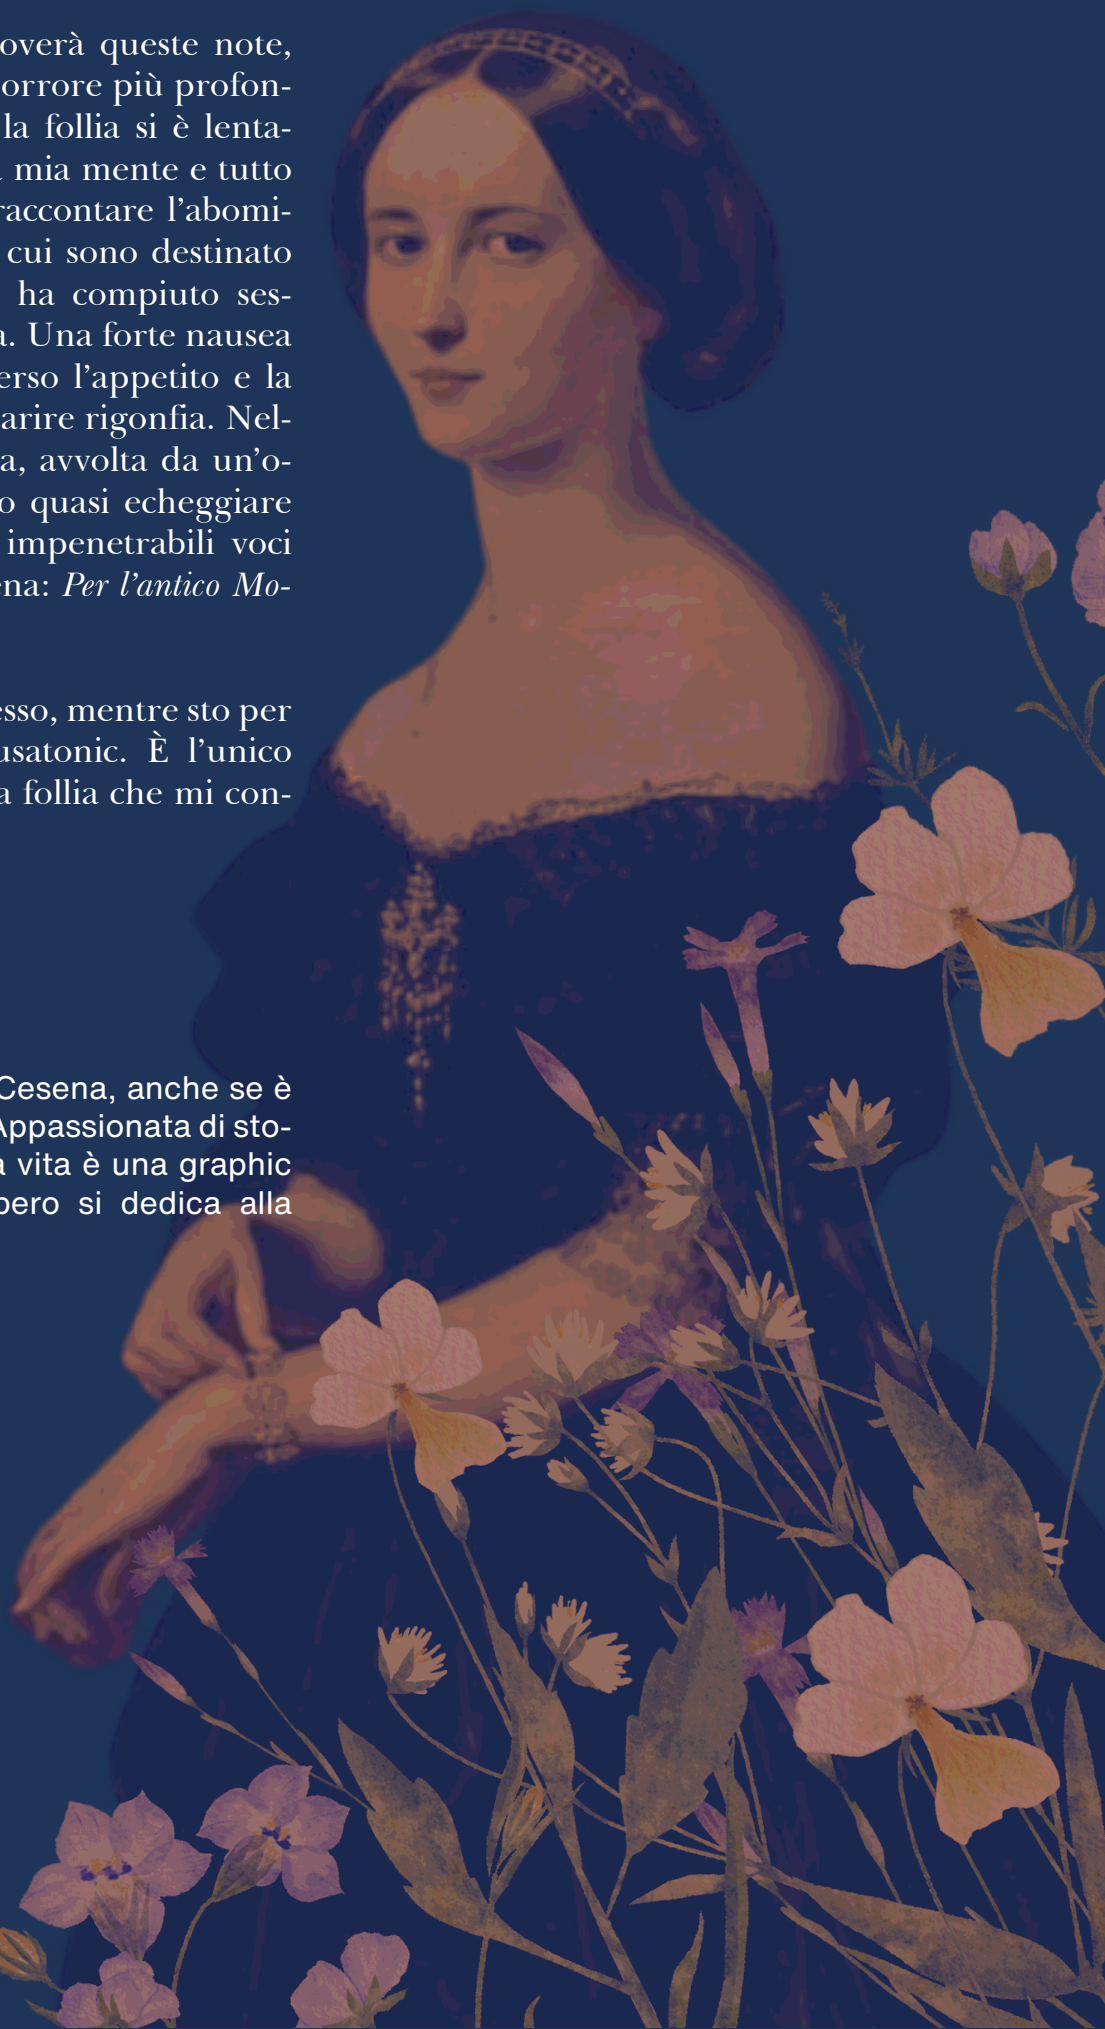 overà queste note,
orrore più profon-
la follia si è lenta-
a mia mente e tutto
raccontare l’abomi-
cui sono destinato
ha compiuto ses-
a. Una forte nausea
erso l’appetito e la
arire rigonfia. Nel-
a, avvolta da un’o-
o quasi echeggiare
impenetrabili voci
ena: Per l’antico Mo-
esso, mentre sto per
usatonic. È l’unico
a follia che mi con-
Cesena, anche se è
Appassionata di sto-
a vita è una graphic
bero si dedica alla